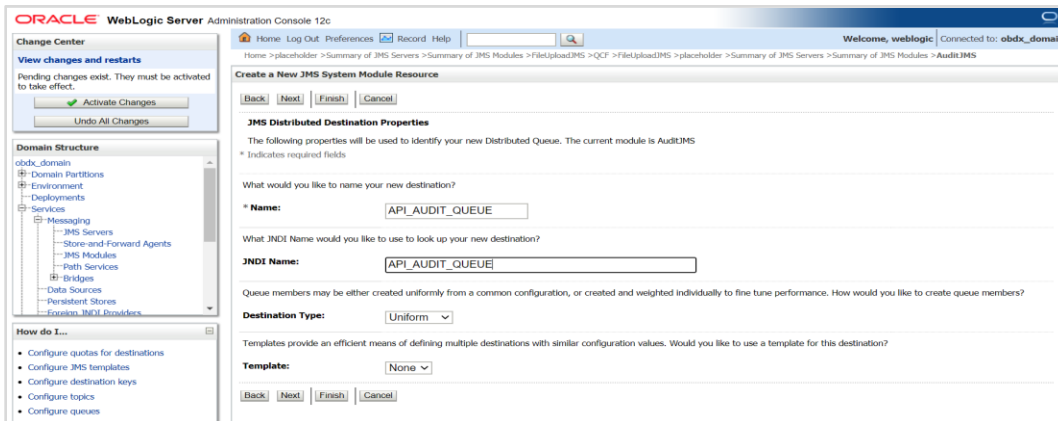 ORACLE WebLogic Server Administration Console 12c
Change Center
View changes and restarts
Pending changes exist. They must be activated
to take effect.
Activate Changes
Undo All Changes
Domain Structure
obdx_domain
Domain Partitions
Environment
Deployments
Services
Messaging
JMS Servers
Store-and-Forward Agents
JMS Modules
Path Services
Bridges
Data Sources
Persistent Stores
Foreign JNDI Providers
How do I...
Configure quotas for destinations
Configure JMS templates
Configure destination keys
Configure topics
Configure queues
Home Log Out Preferences Record Help
Welcome, weblogic Connected to: obdx_domai
Home >placeholder >Summary of JMS Servers >Summary of JMS Modules >FileUploadJMS >QCF >FileUploadJMS >placeholder >Summary of JMS Servers >Summary of JMS Modules >AuditJMS
Create a New JMS System Module Resource
Back Next Finish Cancel
JMS Distributed Destination Properties
The following properties will be used to identify your new Distributed Queue. The current module is AuditJMS
* Indicates required fields
What would you like to name your new destination?
* Name: API_AUDIT_QUEUE
What JNDI Name would you like to use to look up your new destination?
JNDI Name: API_AUDIT_QUEUE
Queue members may be either created uniformly from a common configuration, or created and weighted individually to fine tune performance. How would you like to create queue members?
Destination Type: Uniform
Templates provide an efficient means of defining multiple destinations with similar configuration values. Would you like to use a template for this destination?
Template: None
Back Next Finish Cancel